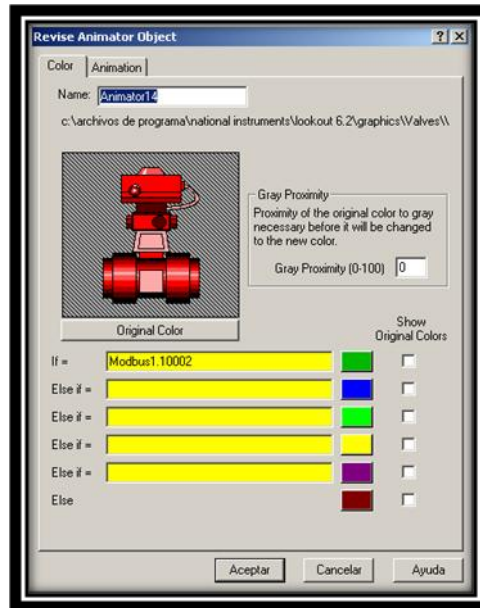 Revise Animator Object
Color
Animation
Name: Animator14
c:\archivos de programa\national instruments\lookout 6.2\graphics\Valves\\
Gray Proximity
Proximity of the original color to gray
necessary before it will be changed
to the new color.
Gray Proximity (0-100) 0
Original Color
Show
Original Colors
If = Modbus1.10002
Else if =
Else if =
Else if =
Else if =
Else
Aceptar
Cancelar
Ayuda